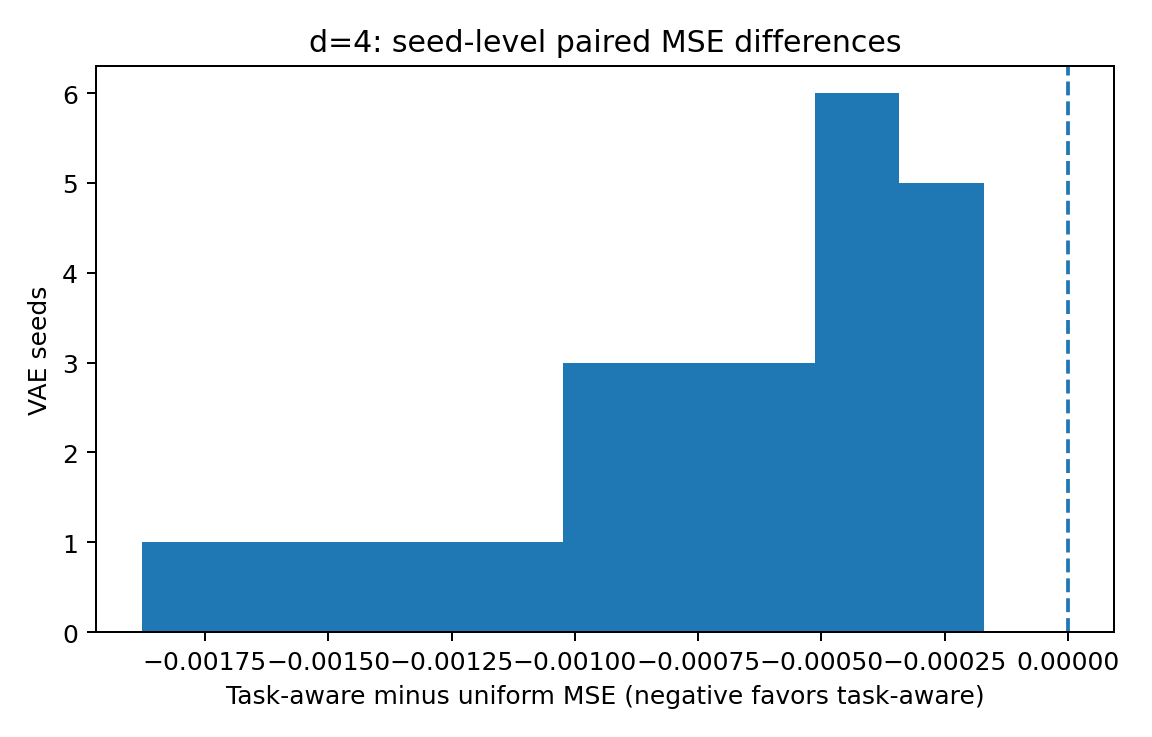 d=4: seed-level paired MSE differences
6
5
4
3
2
1
0
VAE seeds
−0.00175 −0.00150 −0.00125 −0.00100 −0.00075 −0.00050 −0.00025 0.00000
Task-aware minus uniform MSE (negative favors task-aware)